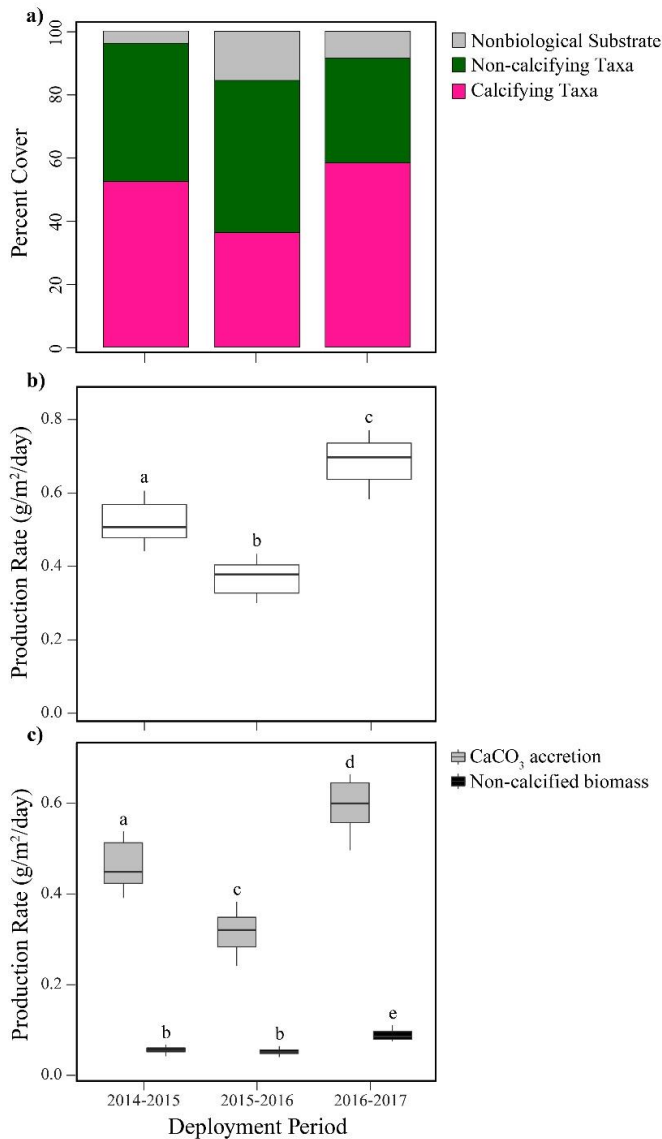 a)
100
80
60
40
20
0
Percent Cover
Nonbiological Substrate
Non-calcifying Taxa
Calcifying Taxa
b)
0.8
0.6
0.4
0.2
0.0
Production Rate (g/m²/day)
a
b
c
c)
0.6
0.4
0.2
0.0
Production Rate (g/m²/day)
a
b
c
b
d
e
CaCO₃ accretion
Non-calcified biomass
2014-2015
2015-2016
2016-2017
Deployment Period